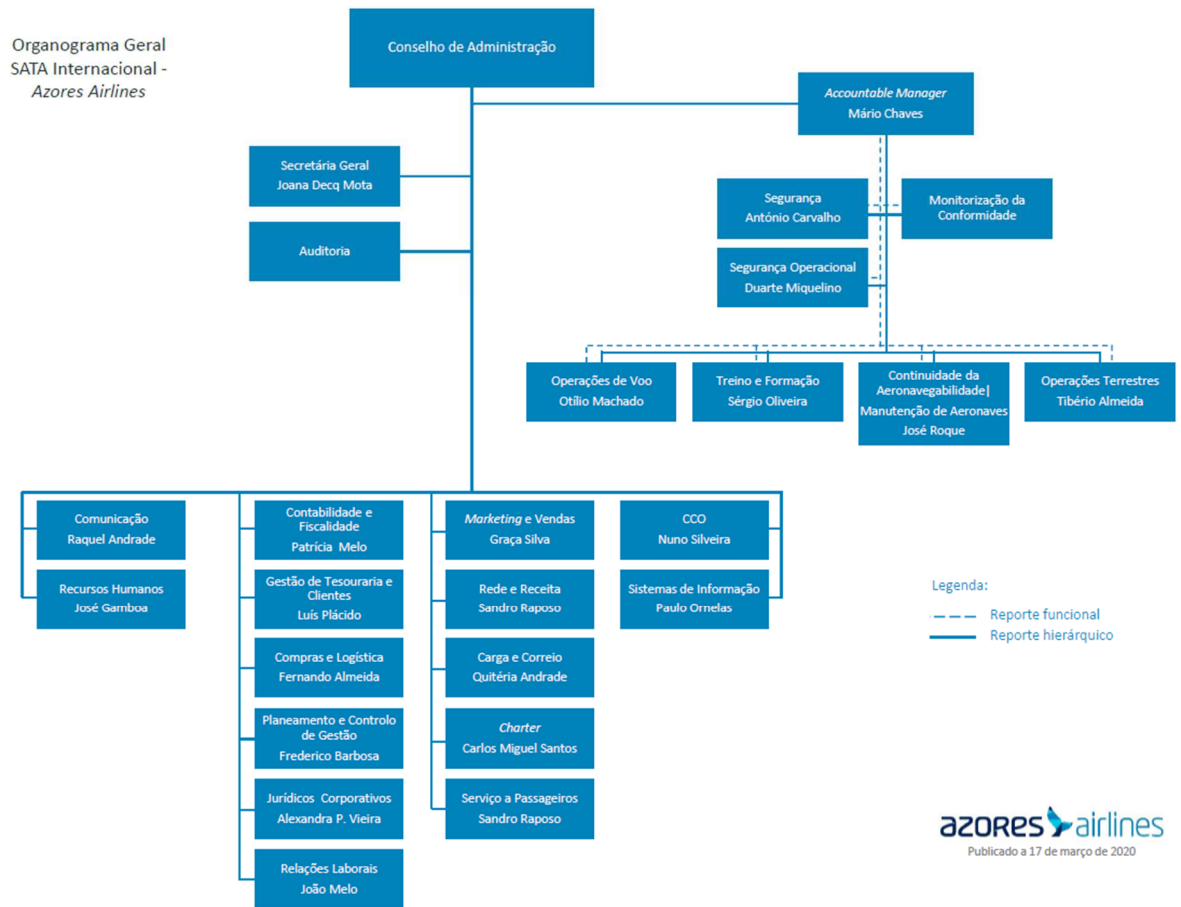 Organograma Geral
SATA Internacional -
Azores Airlines
Conselho de Administração
Accountable Manager
Mário Chaves
Secretária Geral
Joana Decq Mota
Auditoria
Segurança
António Carvalho
Monitorização da
Conformidade
Segurança Operacional
Duarte Miquelino
Operações de Voo
Otílio Machado
Treino e Formação
Sérgio Oliveira
Continuidade da
Aeronavegabilidade|
Manutenção de Aeronaves
José Roque
Operações Terrestres
Tibério Almeida
Comunicação
Raquel Andrade
Recursos Humanos
José Gamboa
Contabilidade e
Fiscalidade
Patrícia Melo
Gestão de Tesouraria e
Clientes
Luís Plácido
Compras e Logística
Fernando Almeida
Planeamento e Controlo
de Gestão
Frederico Barbosa
Jurídicos Corporativos
Alexandra P. Vieira
Relações Laborais
João Melo
Marketing e Vendas
Graça Silva
Rede e Receita
Sandro Raposo
Carga e Correio
Quitéria Andrade
Charter
Carlos Miguel Santos
Serviço a Passageiros
Sandro Raposo
CCO
Nuno Silveira
Sistemas de Informação
Paulo Ornelas
Legenda:
Reporte funcional
Reporte hierárquico
AZORES airlines
Publicado a 17 de março de 2020